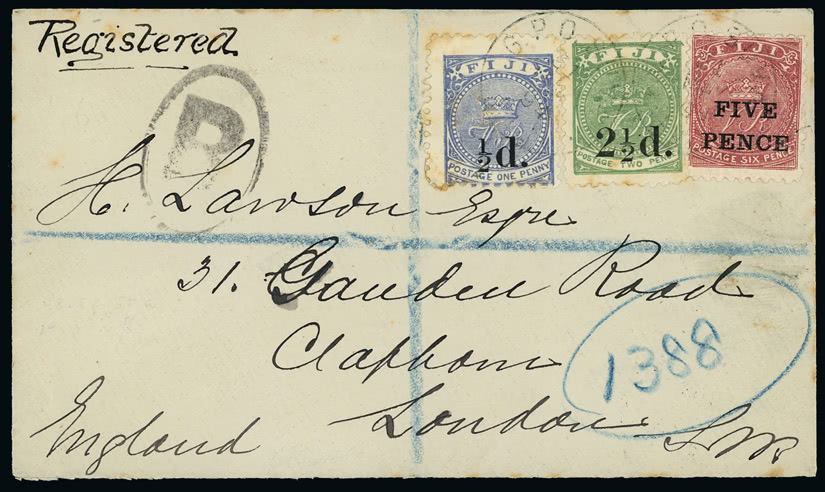 Registered
R
G.P.O
FIJI
½d.
POSTAGE ONE PENNY
FIJI
2½d.
POSTAGE TWO PENCE
FIJI
FIVE
PENCE
POSTAGE SIX PENCE
H. Lawson Esqre
31. Gauden Road
Clapham
London S.W.
England
1388